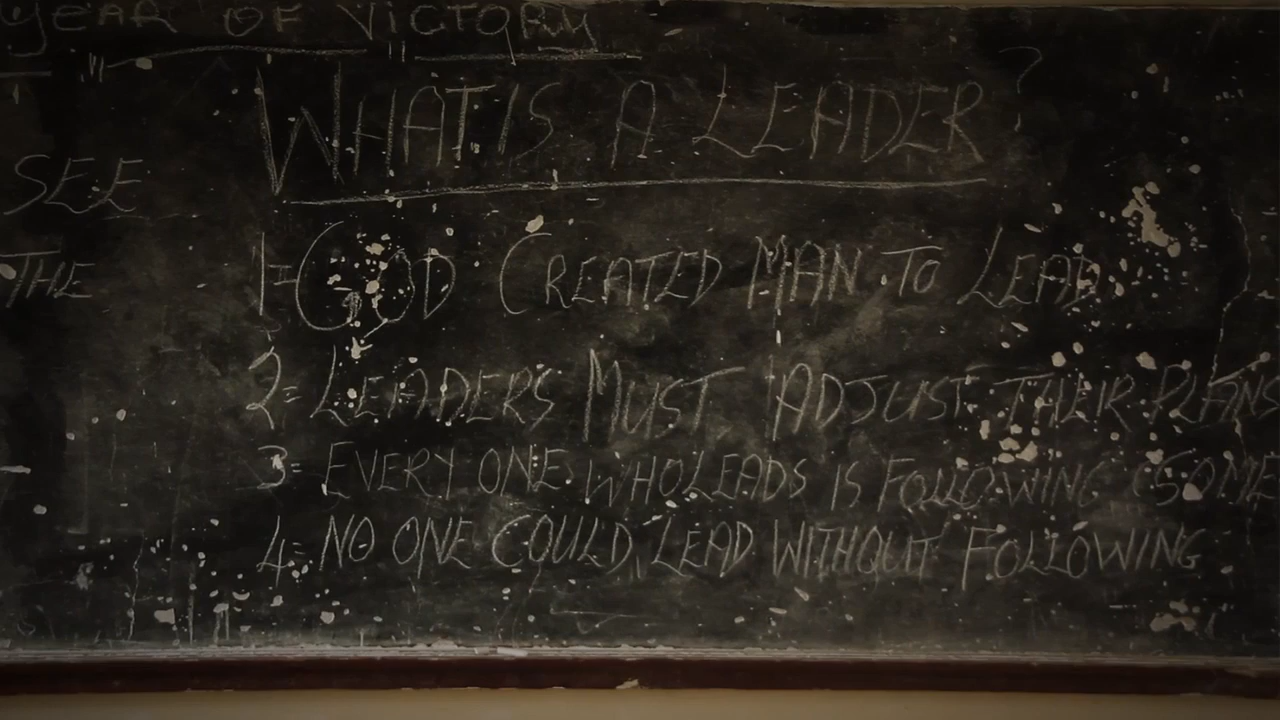 YEAR OF VICTORY
WHAT IS A LEADER ?
SEE
THE
1= GOD CREATED MAN TO LEAD
2= LEADERS MUST ADJUST THEIR PLANS
3= EVERY ONE WHO LEADS IS FOLLOWING (SOME
4= NO ONE COULD LEAD WITHOUT FOLLOWING